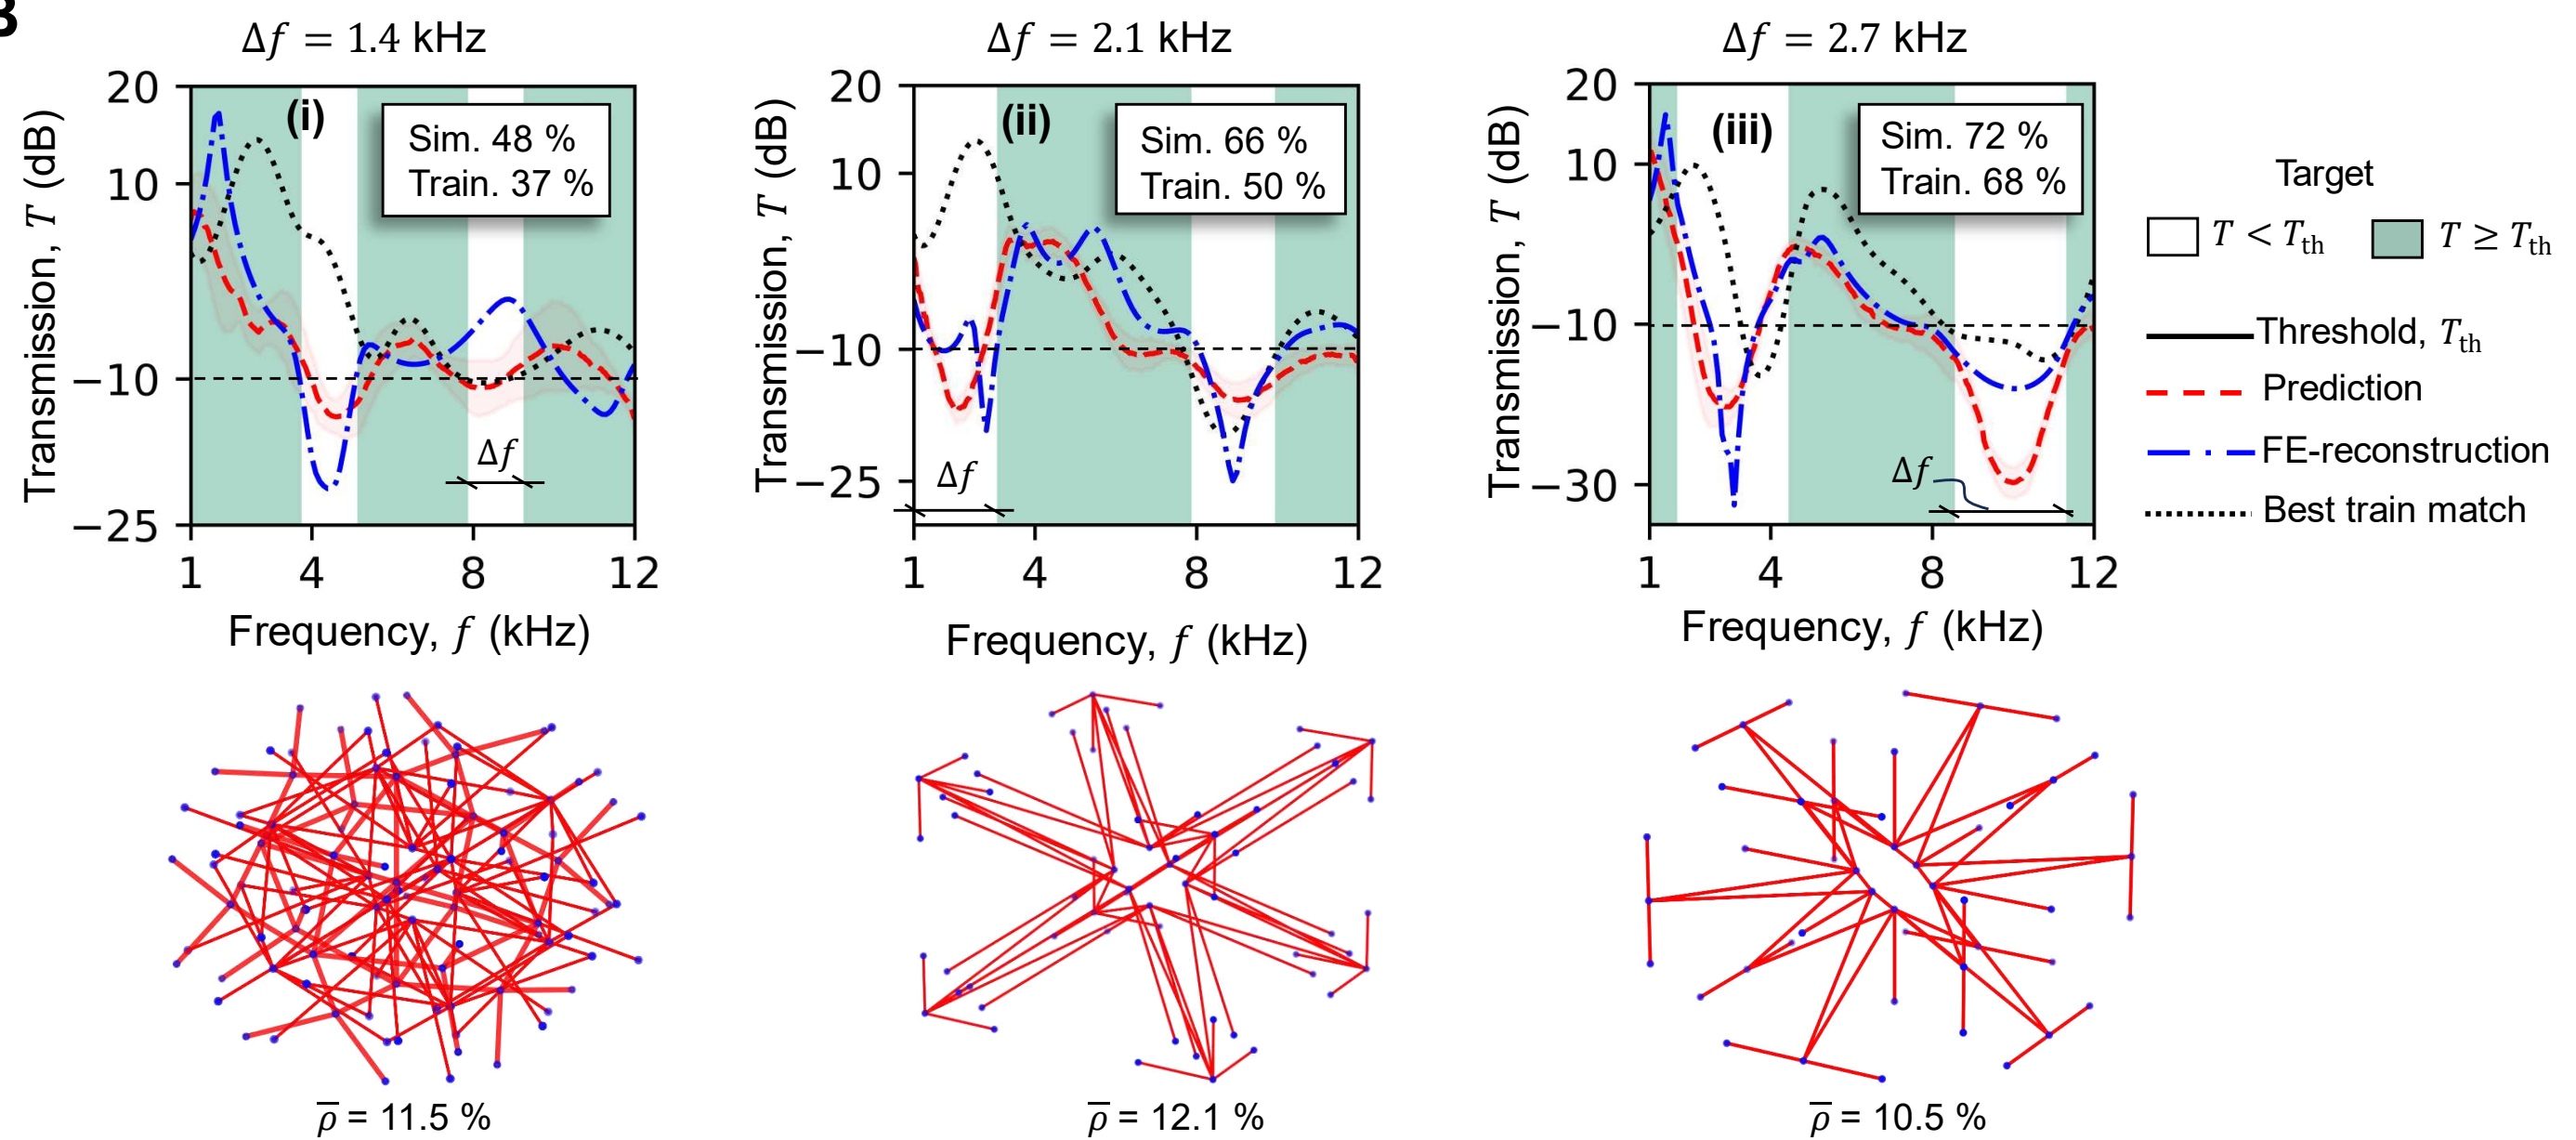 B
Δf = 1.4 kHz
Δf = 2.1 kHz
Δf = 2.7 kHz
Transmission, T (dB)
20
10
−10
−25
(i)
Sim. 48 %
Train. 37 %
Δf
1 4 8 12
Frequency, f (kHz)
Transmission, T (dB)
20
10
−10
−25
(ii)
Sim. 66 %
Train. 50 %
Δf
1 4 8 12
Frequency, f (kHz)
Transmission, T (dB)
20
10
−10
−30
(iii)
Sim. 72 %
Train. 68 %
Δf
1 4 8 12
Frequency, f (kHz)
Target
T < Tth
T ≥ Tth
Threshold, Tth
Prediction
FE-reconstruction
Best train match
ρ̅ = 11.5 %
ρ̅ = 12.1 %
ρ̅ = 10.5 %